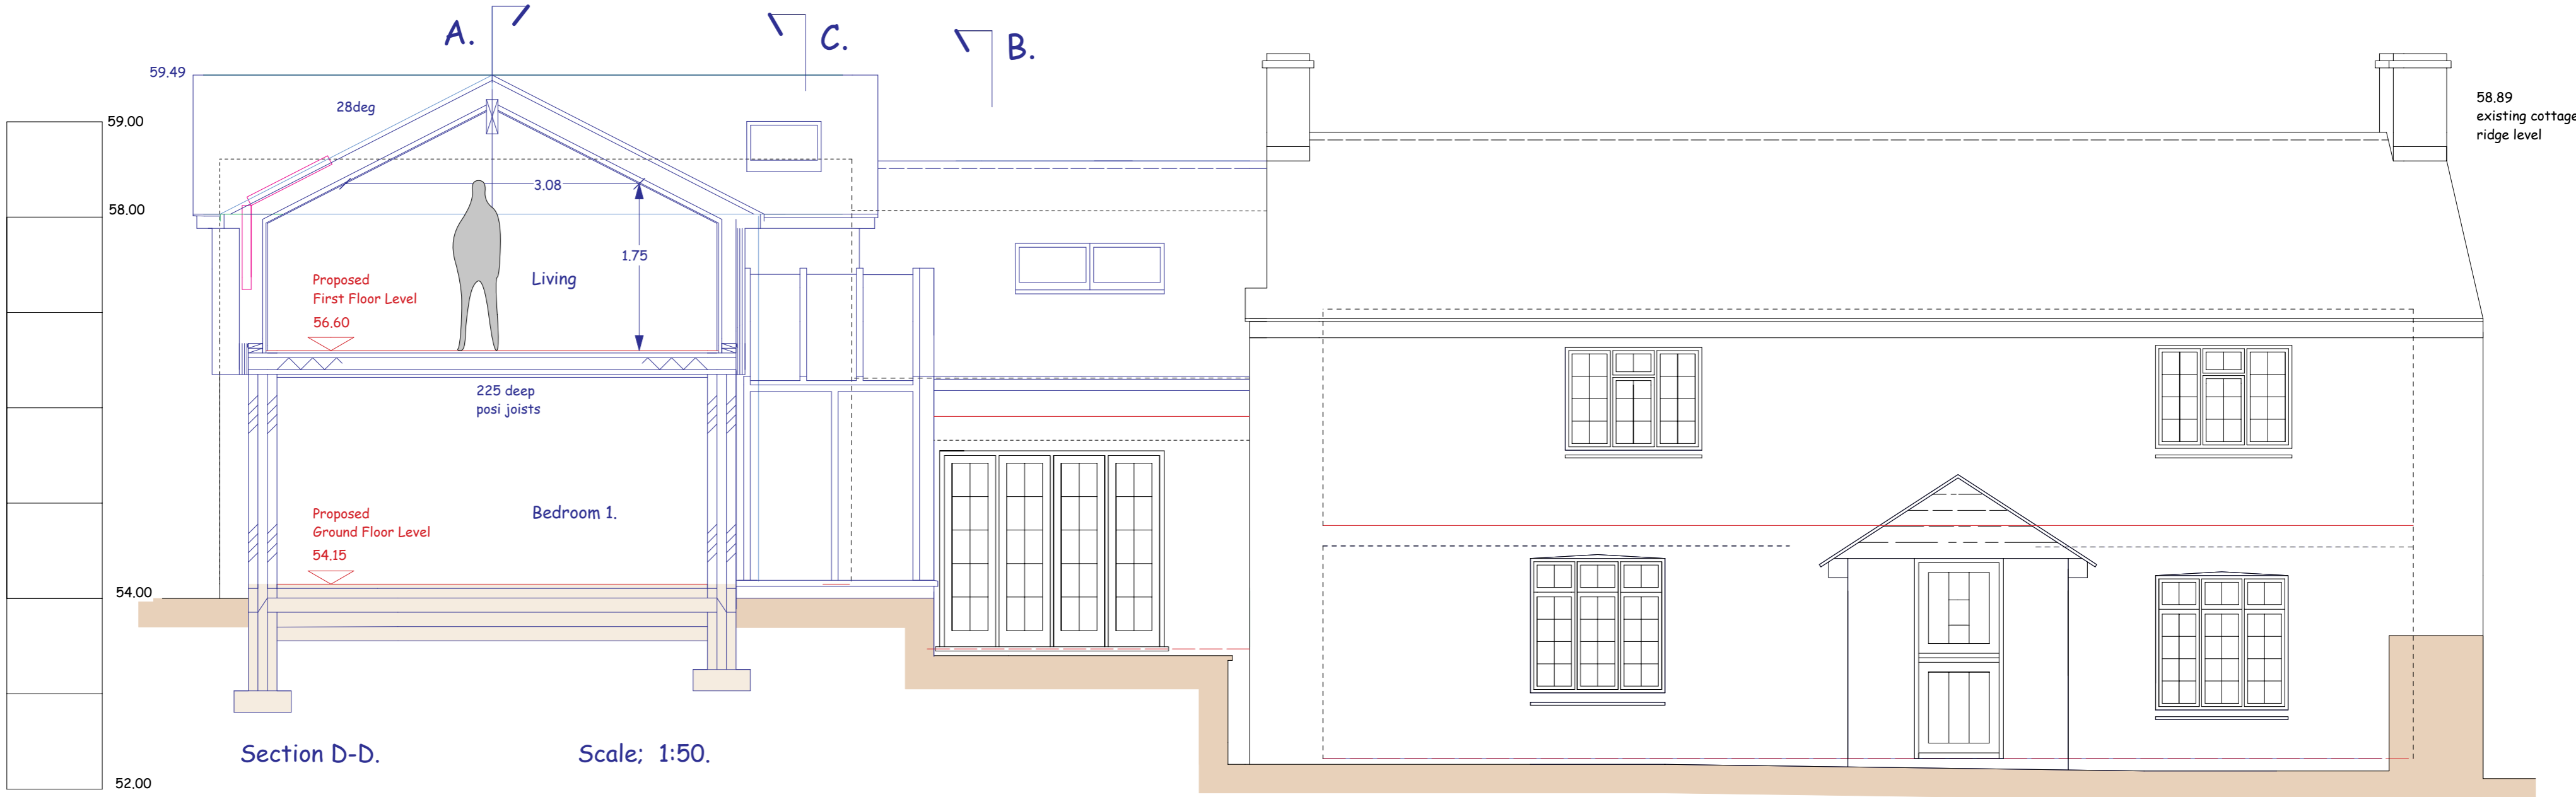 A.
C.
B.
59.49
28deg
59.00
58.89
existing cottage
ridge level
58.00
3.08
1.75
Living
Proposed
First Floor Level
56.60
225 deep
posi joists
Proposed
Ground Floor Level
54.15
Bedroom 1.
54.00
Section D-D.
Scale; 1:50.
52.00